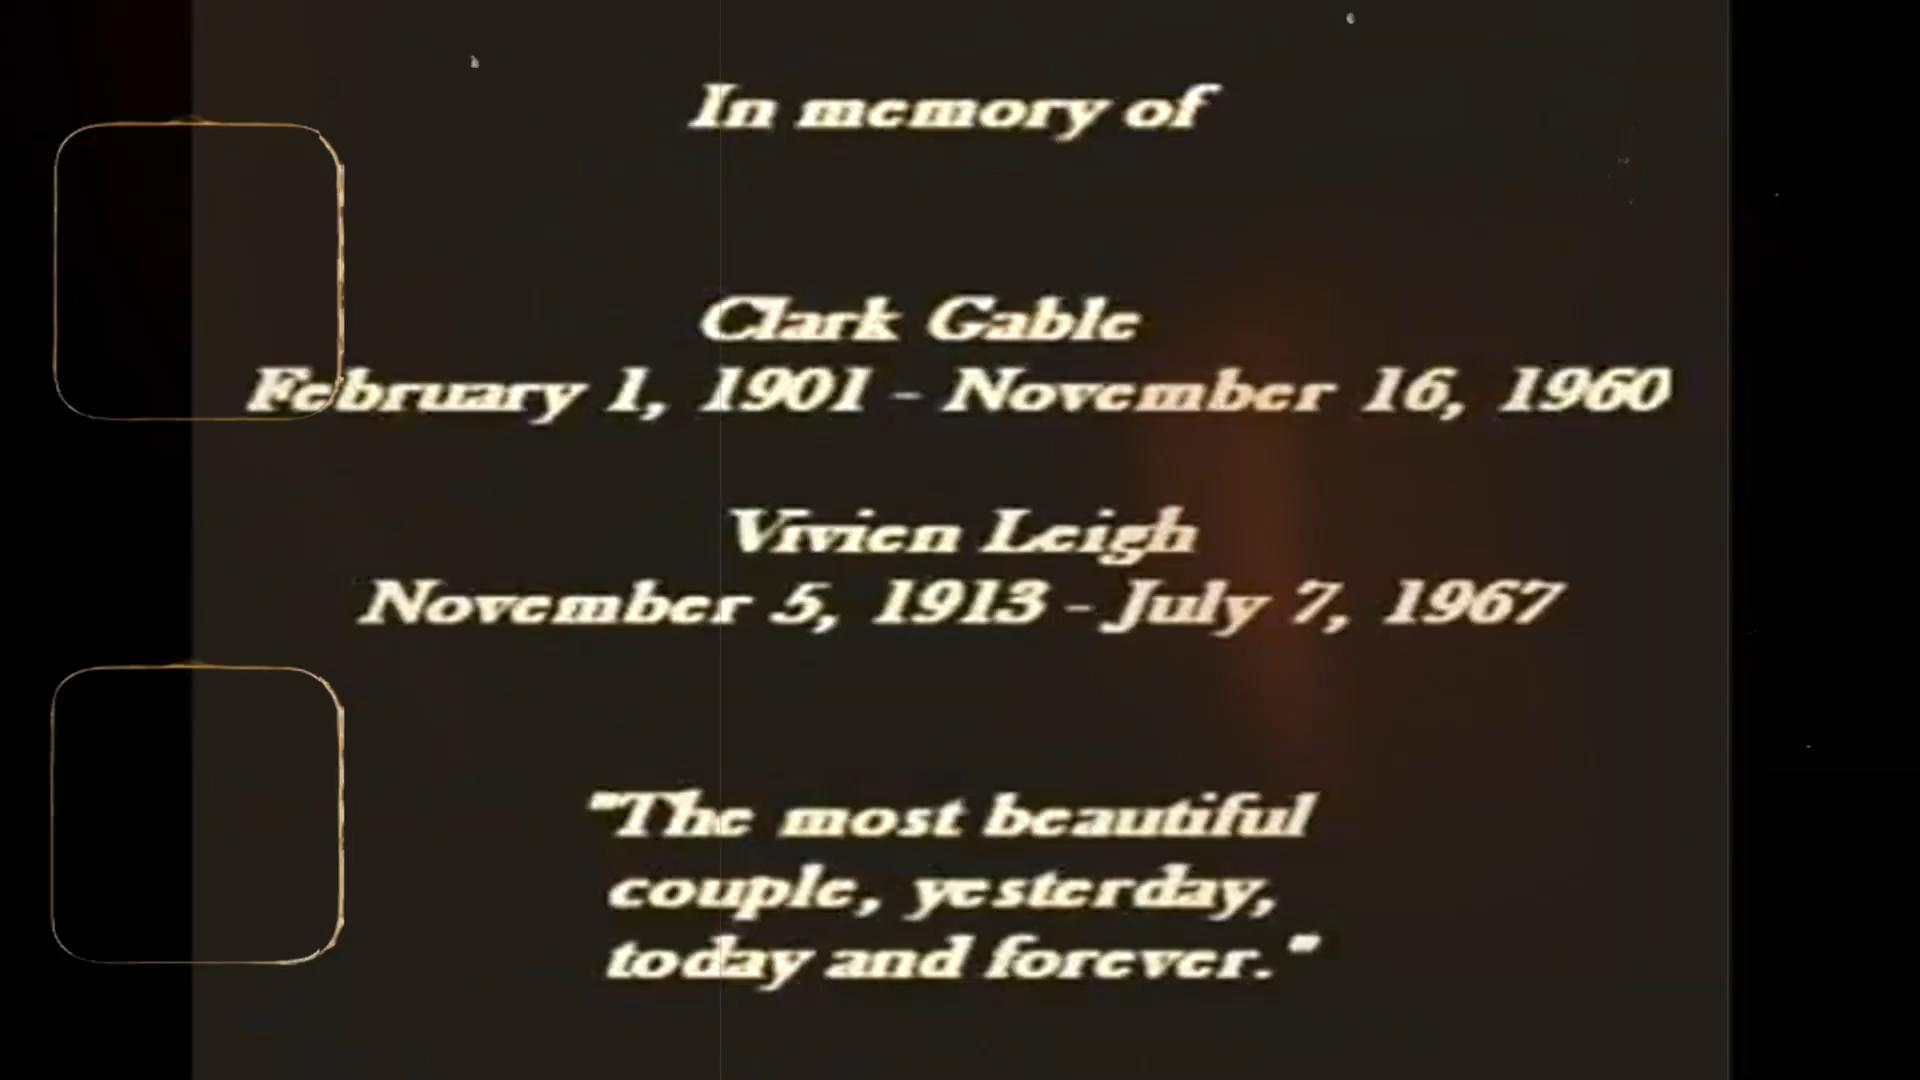 In memory of
Clark Gable
February 1, 1901 - November 16, 1960
Vivien Leigh
November 5, 1913 - July 7, 1967
"The most beautiful
couple, yesterday,
today and forever."